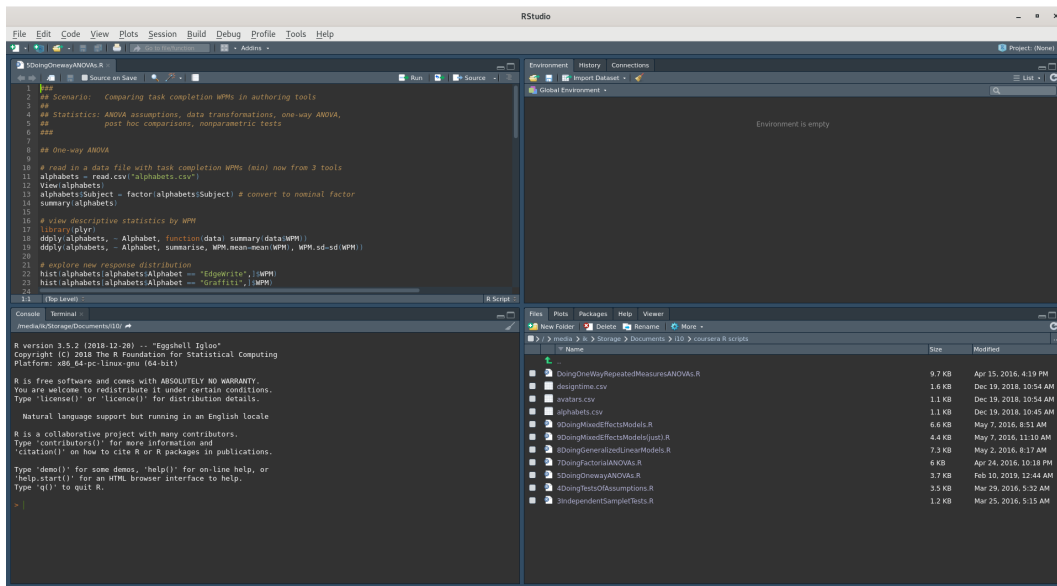 RStudio
File Edit Code View Plots Session Build Debug Profile Tools Help
Go to file/function Addins Project: (None)
5DoingOnewayANOVAs.R
Source on Save Run Source
1 ###
2 ## Scenario: Comparing task completion WPMs in authoring tools
3 ##
4 ## Statistics: ANOVA assumptions, data transformations, one-way ANOVA,
5 ## post hoc comparisons, nonparametric tests
6 ###
7
8 ## One-way ANOVA
9
10 # read in a data file with task completion WPMs (min) now from 3 tools
11 alphabets = read.csv("alphabets.csv")
12 View(alphabets)
13 alphabets$Subject = factor(alphabets$Subject) # convert to nominal factor
14 summary(alphabets)
15
16 # view descriptive statistics by WPM
17 library(plyr)
18 ddply(alphabets, ~ Alphabet, function(data) summary(data$WPM))
19 ddply(alphabets, ~ Alphabet, summarise, WPM.mean=mean(WPM), WPM.sd=sd(WPM))
20
21 # explore new response distribution
22 hist(alphabets[alphabets$Alphabet == "EdgeWrite",]$WPM)
23 hist(alphabets[alphabets$Alphabet == "Graffiti",]$WPM)
24
1:1 (Top Level) R Script
Console Terminal
/media/ik/Storage/Documents/i10/
R version 3.5.2 (2018-12-20) -- "Eggshell Igloo"
Copyright (C) 2018 The R Foundation for Statistical Computing
Platform: x86_64-pc-linux-gnu (64-bit)
R is free software and comes with ABSOLUTELY NO WARRANTY.
You are welcome to redistribute it under certain conditions.
Type 'license()' or 'licence()' for distribution details.
Natural language support but running in an English locale
R is a collaborative project with many contributors.
Type 'contributors()' for more information and
'citation()' on how to cite R or R packages in publications.
Type 'demo()' for some demos, 'help()' for on-line help, or
'help.start()' for an HTML browser interface to help.
Type 'q()' to quit R.
>
Environment History Connections
Import Dataset List
Global Environment
Environment is empty
Files Plots Packages Help Viewer
New Folder Delete Rename More
/ > media > ik > Storage > Documents > i10 > coursera R scripts
Name Size Modified
..
DoingOneWayRepeatedMeasuresANOVAs.R 9.7 KB Apr 15, 2016, 4:19 PM
designtime.csv 1.6 KB Dec 19, 2018, 10:54 AM
avatars.csv 1.1 KB Dec 19, 2018, 10:54 AM
alphabets.csv 1.1 KB Dec 19, 2018, 10:45 AM
9DoingMixedEffectsModels.R 6.6 KB May 7, 2016, 8:51 AM
9DoingMixedEffectsModels(just).R 4.4 KB May 7, 2016, 11:10 AM
8DoingGeneralizedLinearModels.R 7.3 KB May 2, 2016, 8:17 AM
7DoingFactorialANOVAs.R 6 KB Apr 24, 2016, 10:18 PM
5DoingOnewayANOVAs.R 3.7 KB Feb 10, 2019, 12:44 AM
4DoingTestsOfAssumptions.R 3.5 KB Mar 29, 2016, 5:32 AM
3IndependentSampletTests.R 1.2 KB Mar 25, 2016, 5:15 AM